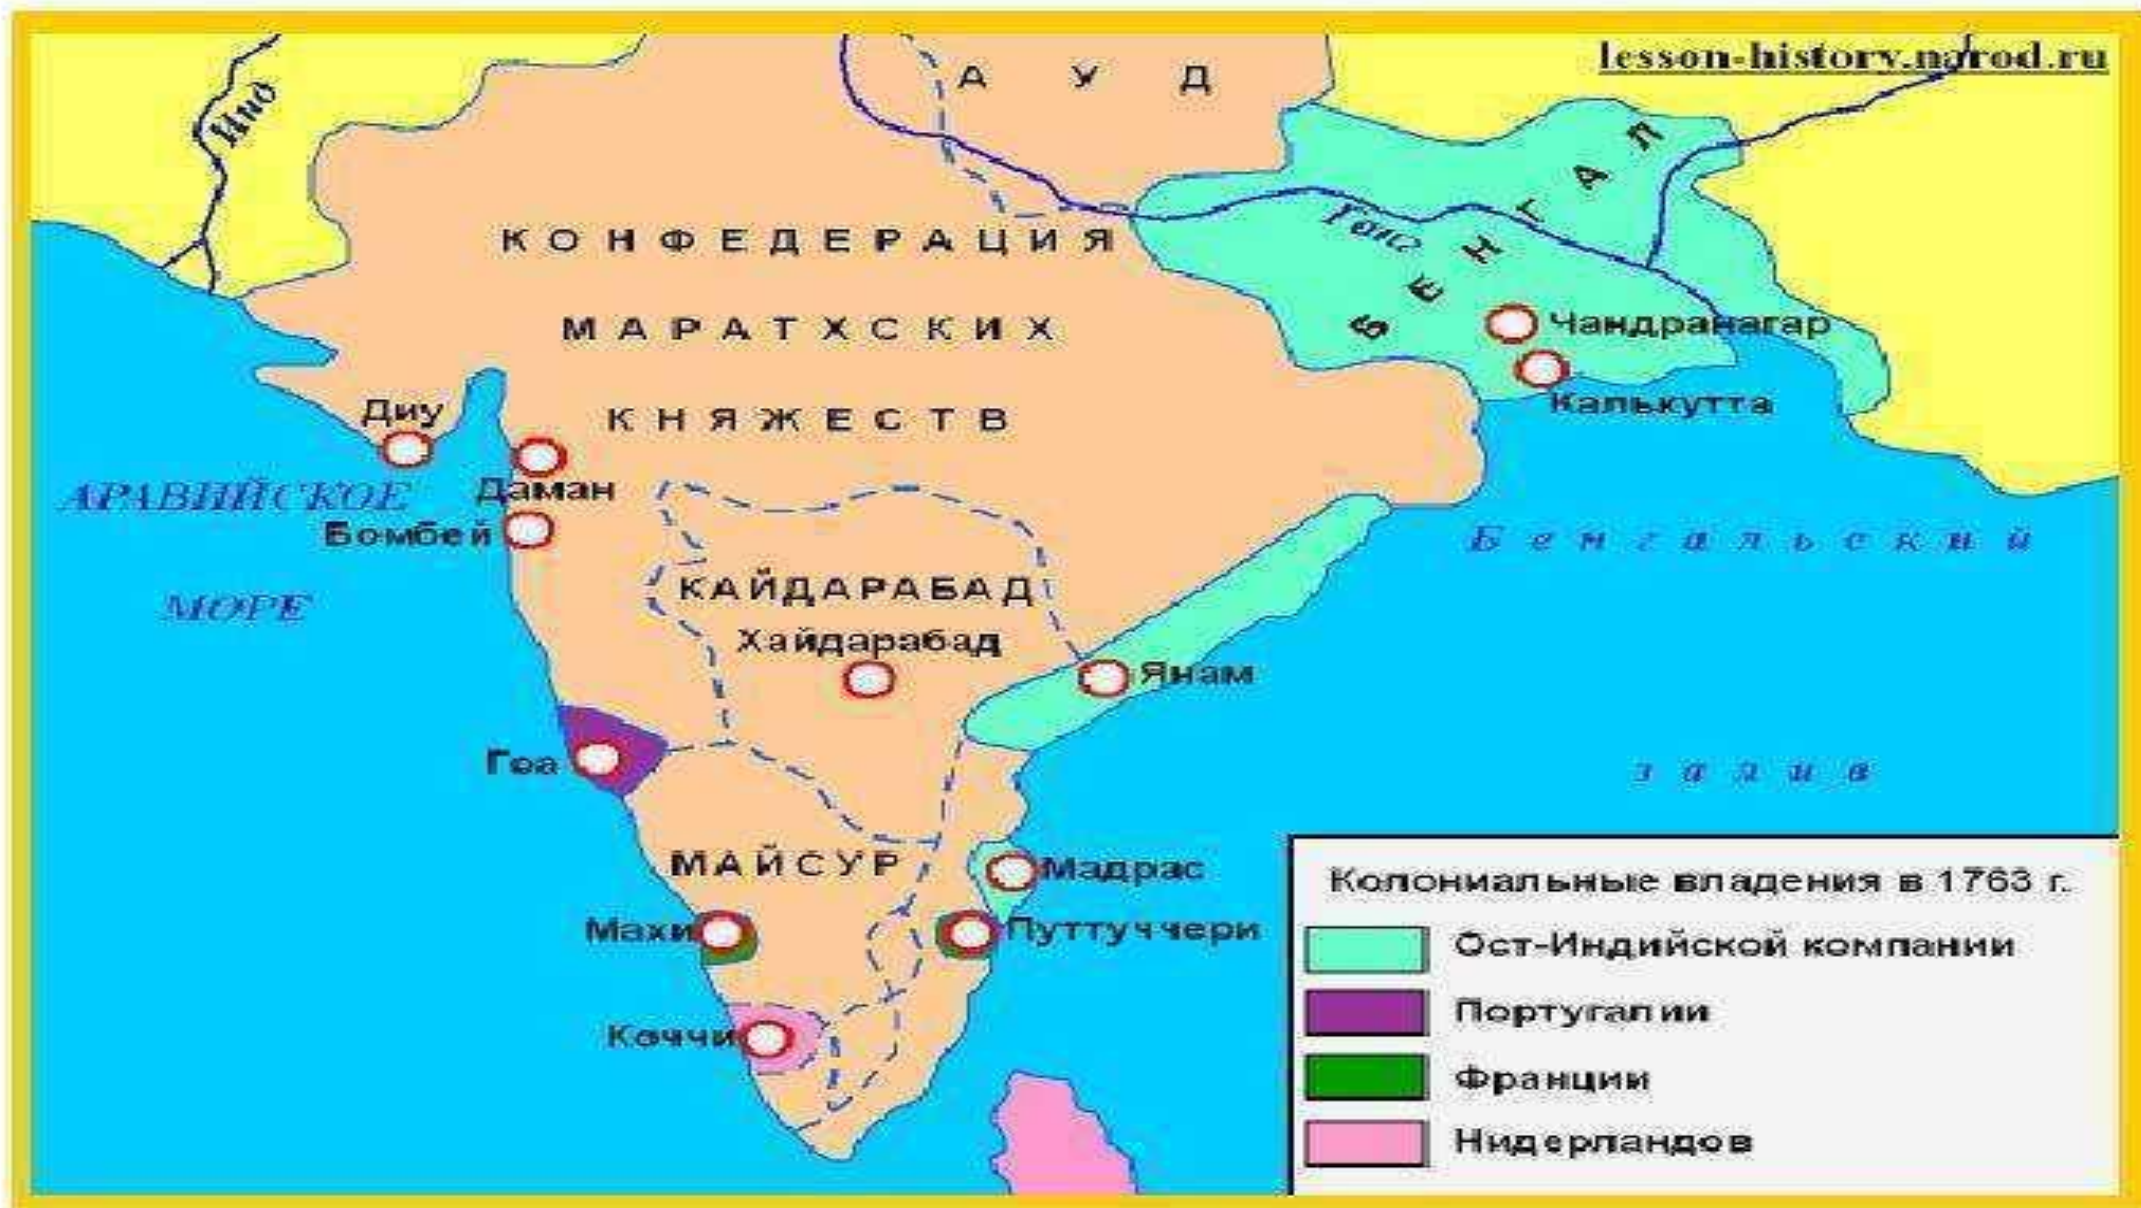 lesson-history.narod.ru
Инд
А У Д
БЕНГАЛ
Ганг
КОНФЕДЕРАЦИЯ
МАРАТХСКИХ
КНЯЖЕСТВ
Чандранагар
Калькутта
Диу
Даман
Бомбей
АРАВИЙСКОЕ
МОРЕ
Бенгальский
залив
КАЙДАРАБАД
Хайдарабад
Янам
Гоа
МАЙСУР
Мадрас
Махи
Путтуччери
Коччи
Колониальные владения в 1763 г.
Ост-Индийской компании
Португалии
Франции
Нидерландов